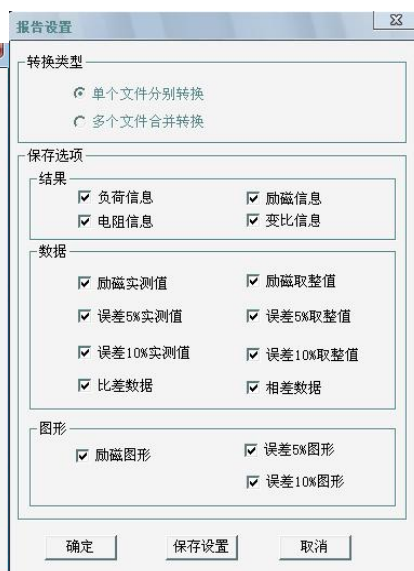 报告设置
转换类型
单个文件分别转换
多个文件合并转换
保存选项
结果
负荷信息 励磁信息
电阻信息 变比信息
数据
励磁实测值 励磁取整值
误差5%实测值 误差5%取整值
误差10%实测值 误差10%取整值
比差数据 相差数据
图形
励磁图形 误差5%图形
误差10%图形
确定 保存设置 取消